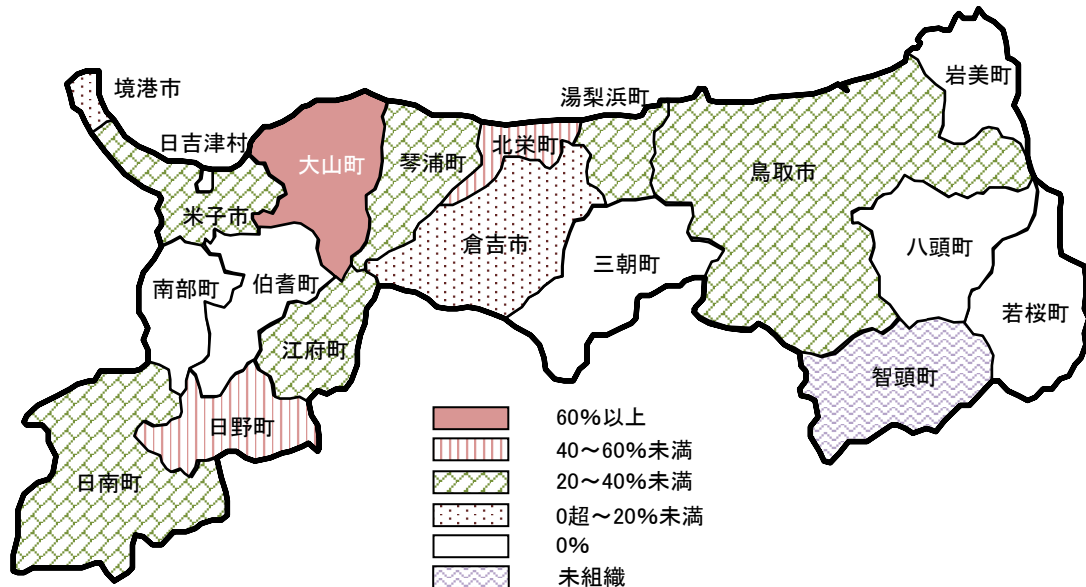 境港市
湯梨浜町
岩美町
日吉津村
大山町
琴浦町
北栄町
鳥取市
米子市
倉吉市
八頭町
三朝町
南部町
伯耆町
若桜町
江府町
智頭町
日野町
日南町
60%以上
40～60%未満
20～40%未満
0超～20%未満
0%
未組織